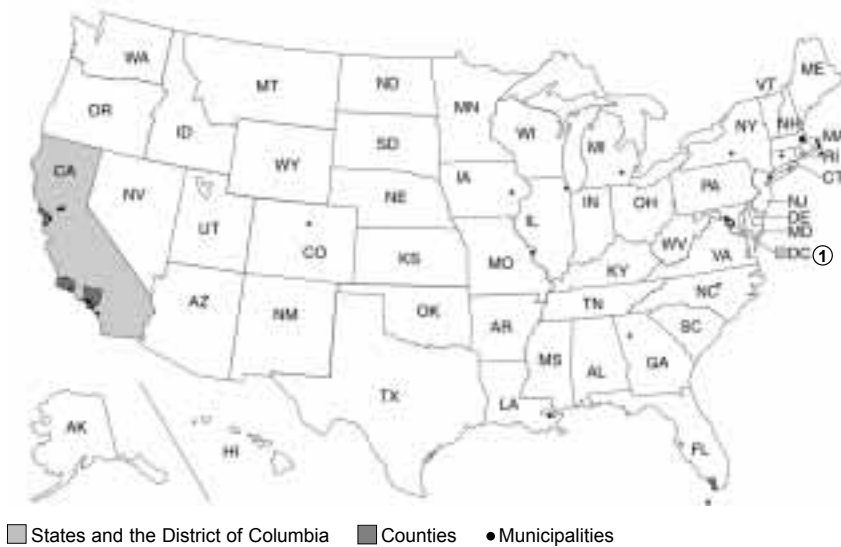 WA
MT
ND
MN
ME
VT
NH
NY
MA
RI
CT
OR
ID
SD
WI
MI
WY
CA
NV
IA
NE
PA
NJ
DE
MD
DC ①
UT
CO
IL
IN
OH
WV
VA
KS
MO
KY
AZ
NM
OK
TN
NC
AR
SC
MS
AL
GA
TX
LA
AK
HI
FL
States and the District of Columbia Counties Municipalities